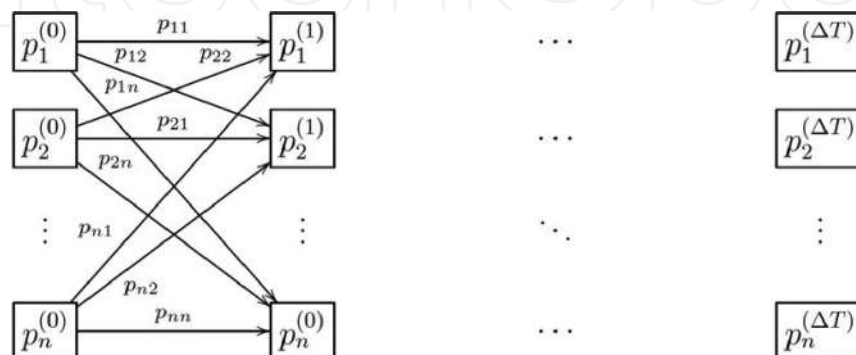 p_1^{(0)} p_{11} p_1^{(1)} ⋯ p_1^{(ΔT)}
p_{12} p_{22}
p_{1n}
p_2^{(0)} p_{21} p_2^{(1)} ⋯ p_2^{(ΔT)}
p_{2n}
⋮ p_{n1} ⋮ ⋱ ⋮
p_{n2}
p_n^{(0)} p_{nn} p_n^{(0)} ⋯ p_n^{(ΔT)}